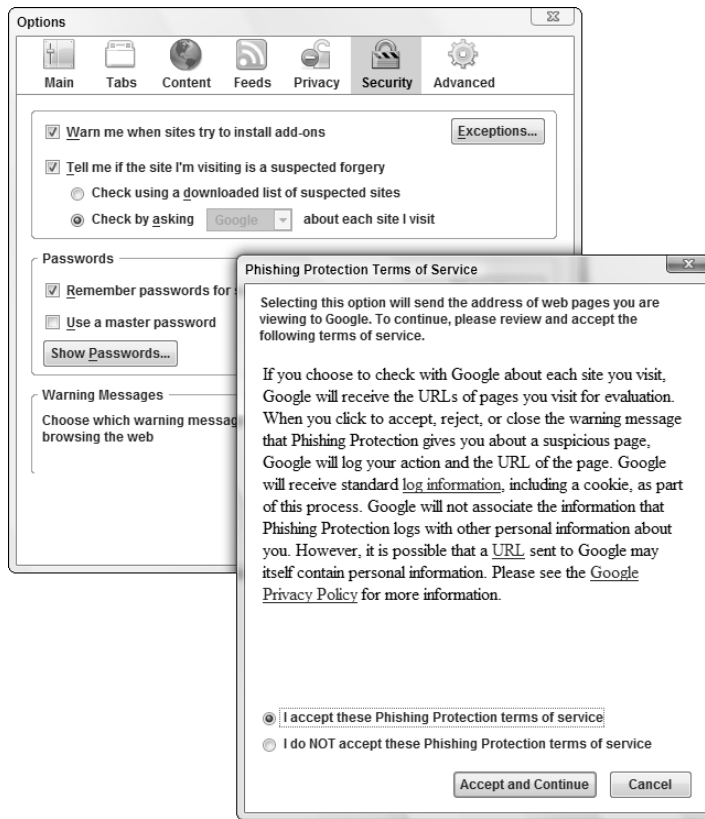 Options
Main Tabs Content Feeds Privacy Security Advanced
Warn me when sites try to install add-ons Exceptions...
Tell me if the site I'm visiting is a suspected forgery
Check using a downloaded list of suspected sites
Check by asking Google about each site I visit
Passwords
Remember passwords for
Use a master password
Show Passwords...
Warning Messages
Choose which warning
browsing the web
Phishing Protection Terms of Service
Selecting this option will send the address of web pages you are
viewing to Google. To continue, please review and accept the
following terms of service.
If you choose to check with Google about each site you visit,
Google will receive the URLs of pages you visit for evaluation.
When you click to accept, reject, or close the warning message
that Phishing Protection gives you about a suspicious page,
Google will log your action and the URL of the page. Google
will receive standard log information, including a cookie, as part
of this process. Google will not associate the information that
Phishing Protection logs with other personal information about
you. However, it is possible that a URL sent to Google may
itself contain personal information. Please see the Google
Privacy Policy for more information.
I accept these Phishing Protection terms of service
I do NOT accept these Phishing Protection terms of service
Accept and Continue Cancel